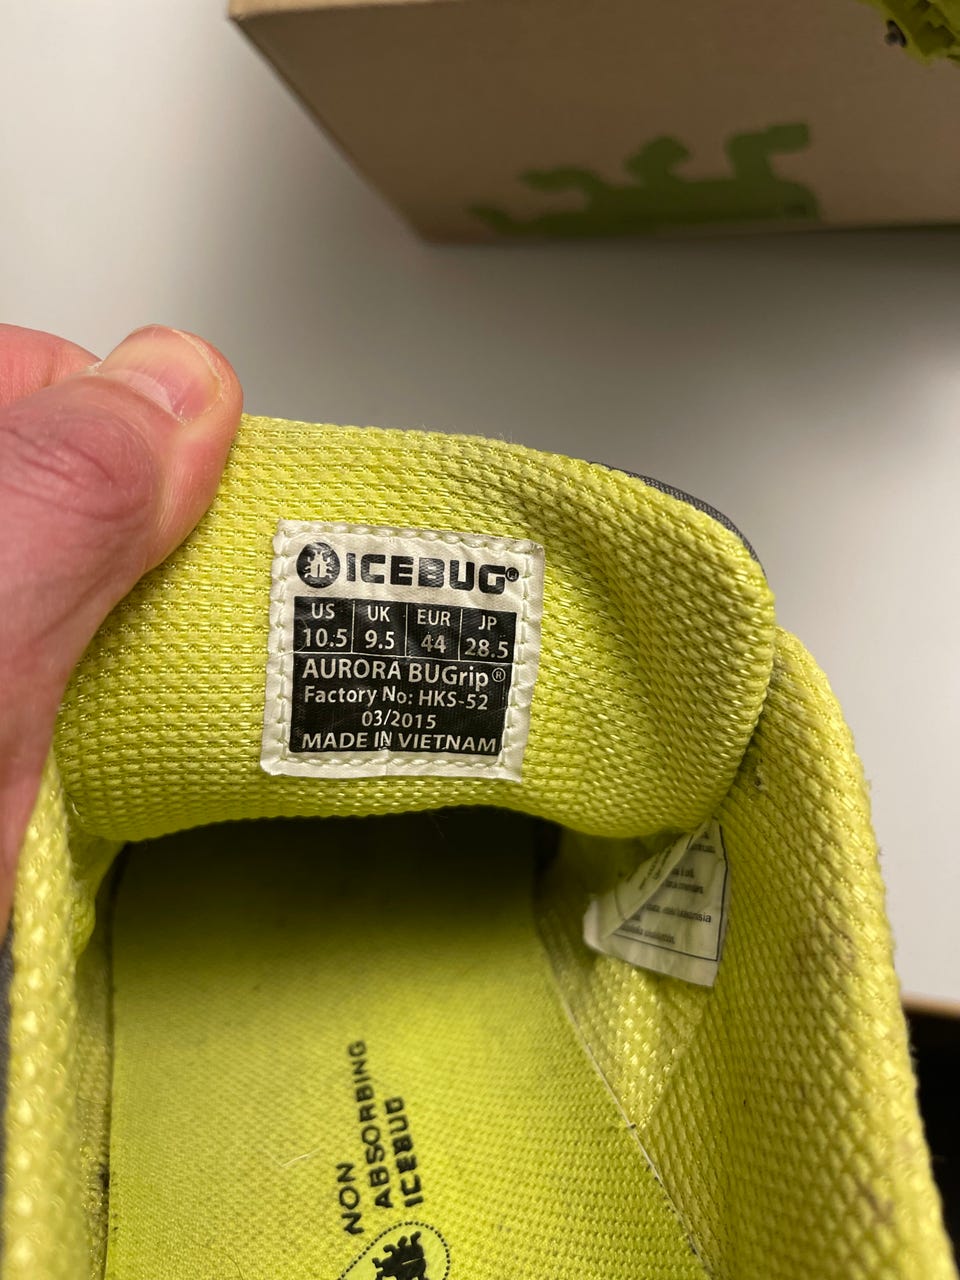 ICEBUG®
US UK EUR JP
10.5 9.5 44 28.5
AURORA BUGrip®
Factory No: HKS-52
03/2015
MADE IN VIETNAM
NON
ABSORBING
ICEBUG